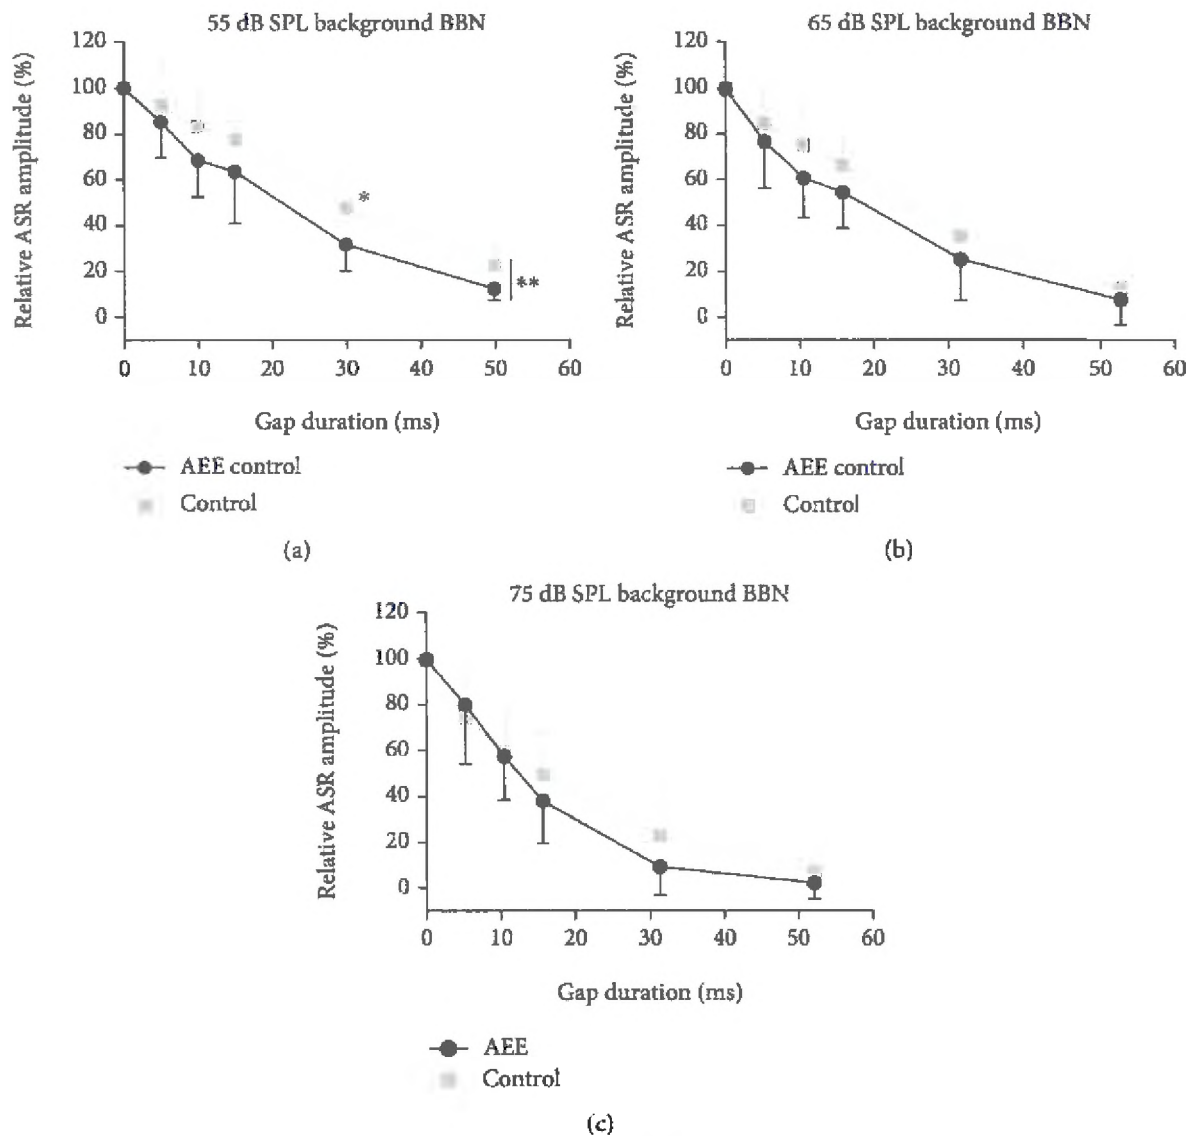 55 dB SPL background BBN
120
100
80
60
40
20
0
Relative ASR amplitude (%)
*
**
0 10 20 30 40 50 60
Gap duration (ms)
AEE control
Control
(a)
65 dB SPL background BBN
120
100
80
60
40
20
0
Relative ASR amplitude (%)
0 10 20 30 40 50 60
Gap duration (ms)
AEE control
Control
(b)
75 dB SPL background BBN
120
100
80
60
40
20
0
Relative ASR amplitude (%)
0 10 20 30 40 50 60
Gap duration (ms)
AEE
Control
(c)